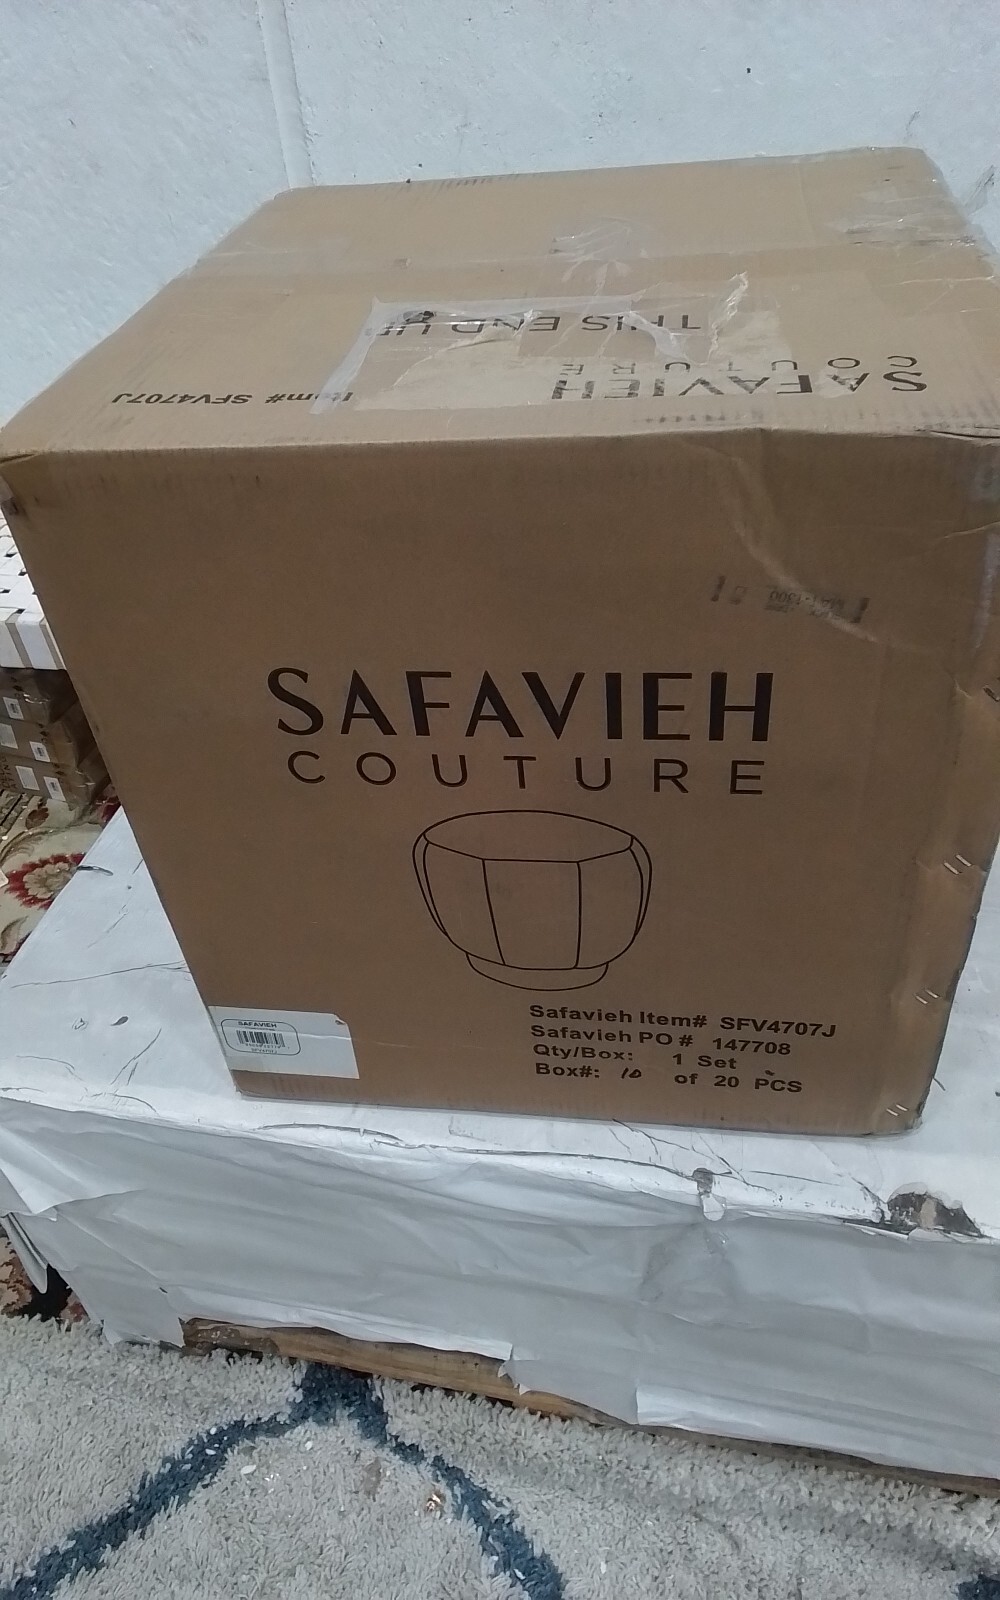 THIS END UP
SAFAVIEH
COUTURE
Item# SFV4707J
SAFAVIEH
COUTURE
Safavieh Item# SFV4707J
Safavieh PO # 147708
Qty/Box: 1 Set
Box#: 10 of 20 PCS
SAFAVIEH
SFV4707J